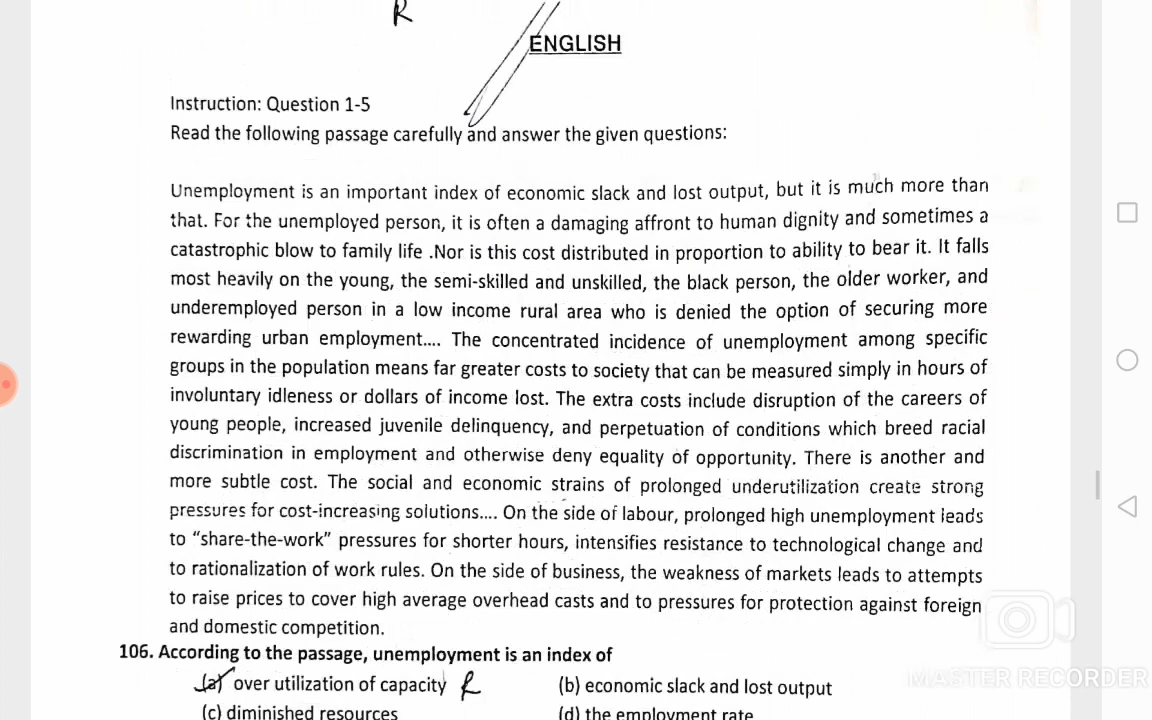 R
ENGLISH
Instruction: Question 1-5
Read the following passage carefully and answer the given questions:
Unemployment is an important index of economic slack and lost output, but it is much more than
that. For the unemployed person, it is often a damaging affront to human dignity and sometimes a
catastrophic blow to family life .Nor is this cost distributed in proportion to ability to bear it. It falls
most heavily on the young, the semi-skilled and unskilled, the black person, the older worker, and
underemployed person in a low income rural area who is denied the option of securing more
rewarding urban employment.... The concentrated incidence of unemployment among specific
groups in the population means far greater costs to society that can be measured simply in hours of
involuntary idleness or dollars of income lost. The extra costs include disruption of the careers of
young people, increased juvenile delinquency, and perpetuation of conditions which breed racial
discrimination in employment and otherwise deny equality of opportunity. There is another and
more subtle cost. The social and economic strains of prolonged underutilization create strong
pressures for cost-increasing solutions.... On the side of labour, prolonged high unemployment leads
to “share-the-work” pressures for shorter hours, intensifies resistance to technological change and
to rationalization of work rules. On the side of business, the weakness of markets leads to attempts
to raise prices to cover high average overhead casts and to pressures for protection against foreign
and domestic competition.
106. According to the passage, unemployment is an index of
(a) over utilization of capacity R (b) economic slack and lost output
(c) diminished resources (d) the employment rate
MASTER RECORDER